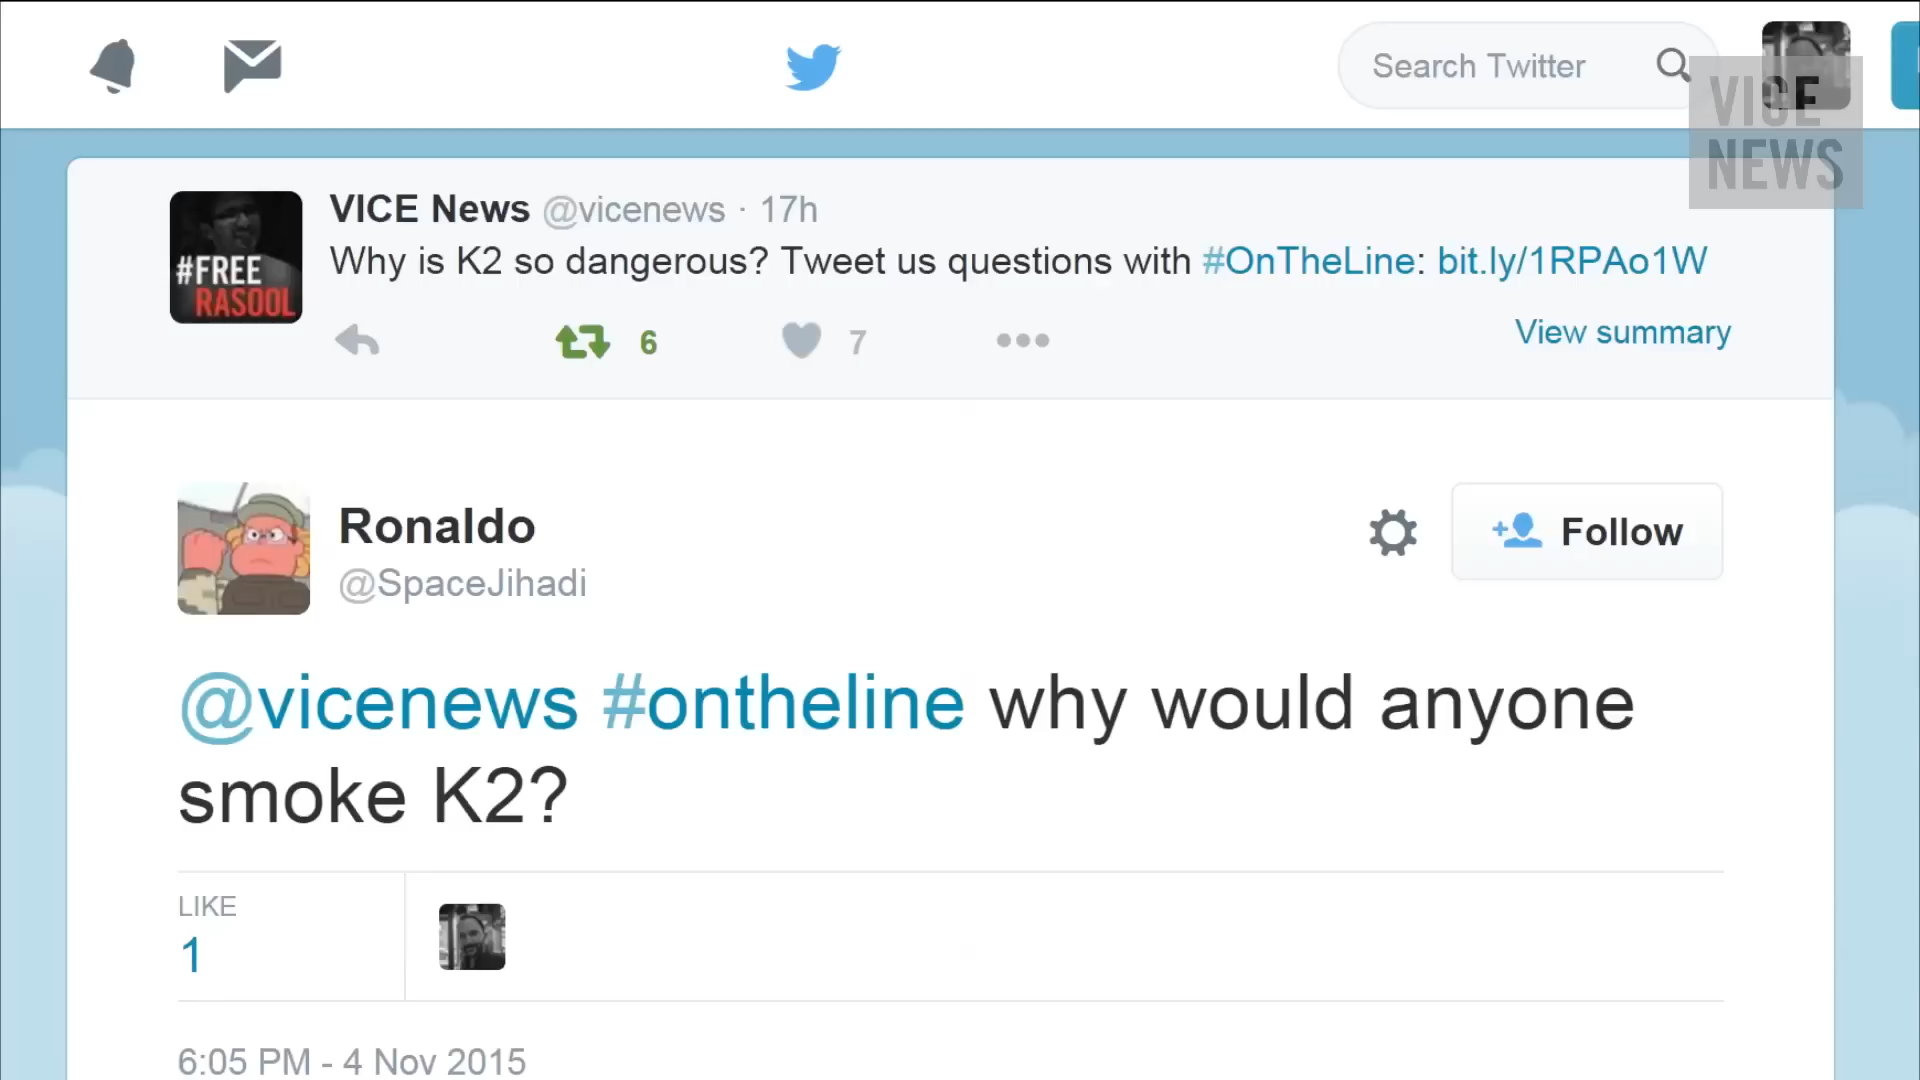 Search Twitter
VICE
NEWS
VICE News @vicenews · 17h
#FREE
RASOOL
Why is K2 so dangerous? Tweet us questions with #OnTheLine: bit.ly/1RPAo1W
6
7
View summary
Ronaldo
@SpaceJihadi
Follow
@vicenews #ontheline why would anyone
smoke K2?
LIKE
1
6:05 PM - 4 Nov 2015